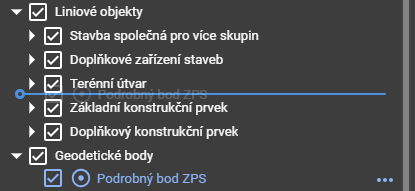 Liniové objekty
Stavba společná pro více skupin
Doplňkové zařízení staveb
Terénní útvar
Podrobný bod ZPS
Základní konstrukční prvek
Doplňkový konstrukční prvek
Geodetické body
Podrobný bod ZPS